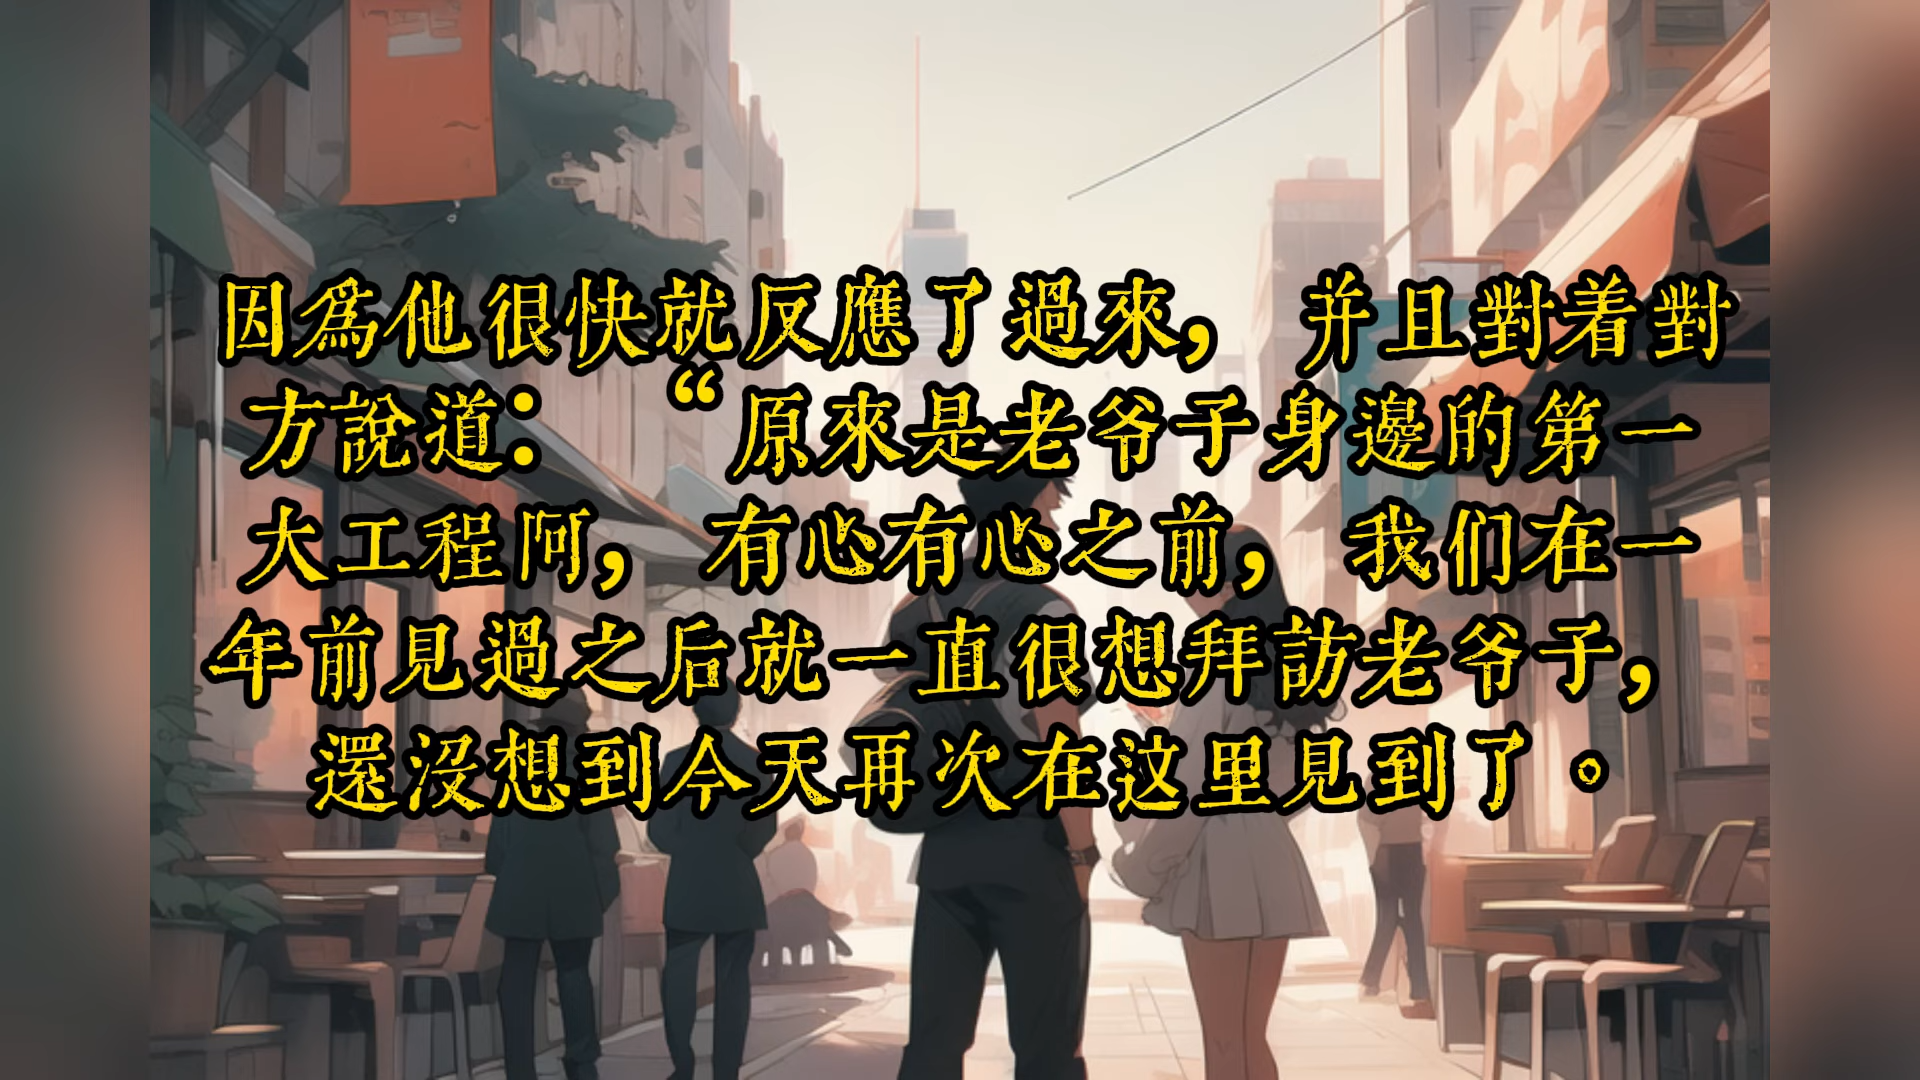 因爲他很快就反應了過來，并且對着對
方說道：“原來是老爷子身邊的第一
大工程阿，有心有心之前，我们在一
年前見過之后就一直很想拜訪老爷子，
還沒想到今天再次在这里見到了。